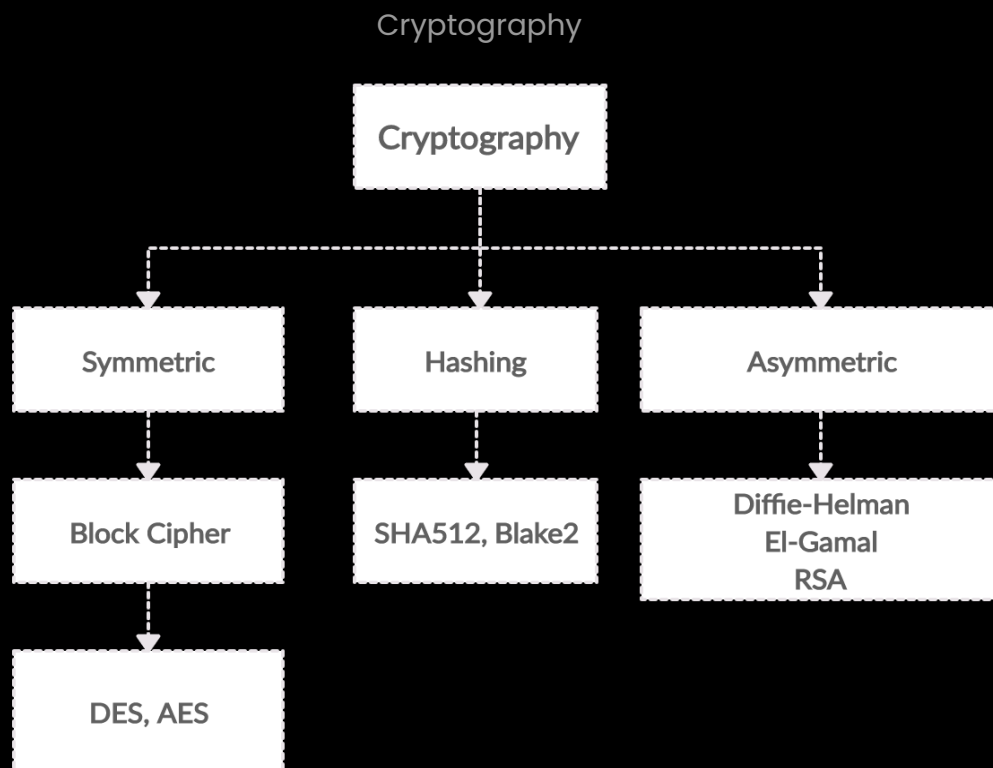 Cryptography
Cryptography
Symmetric
Hashing
Asymmetric
Block Cipher
SHA512, Blake2
Diffie-Helman
El-Gamal
RSA
DES, AES